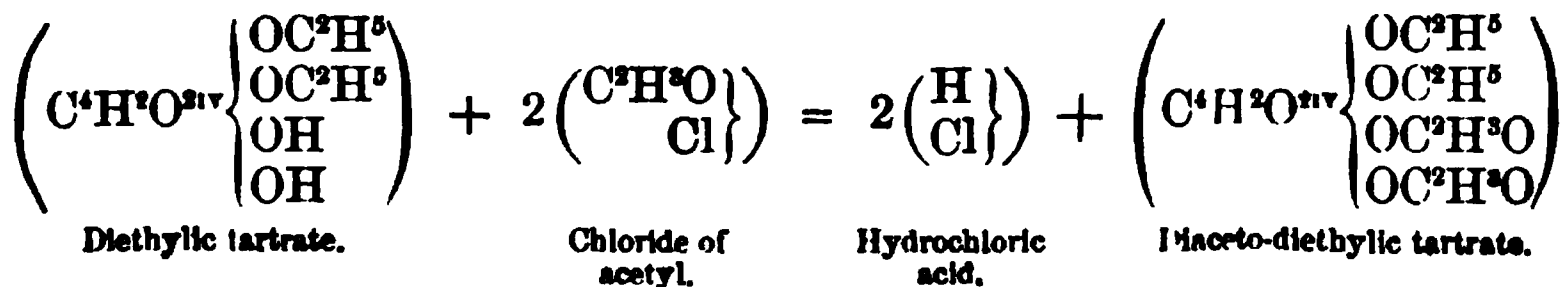 (C⁴H²O²ⁱᵛ { OC²H⁵ OC²H⁵ OH OH ) + 2 ( C²H³O Cl } ) = 2 ( H Cl } ) + ( C⁴H²O²ⁱᵛ { OC²H⁵ OC²H⁵ OC²H³O OC²H³O )
Diethylic tartrate. Chloride of acetyl. Hydrochloric acid. Diaceto-diethylic tartrate.